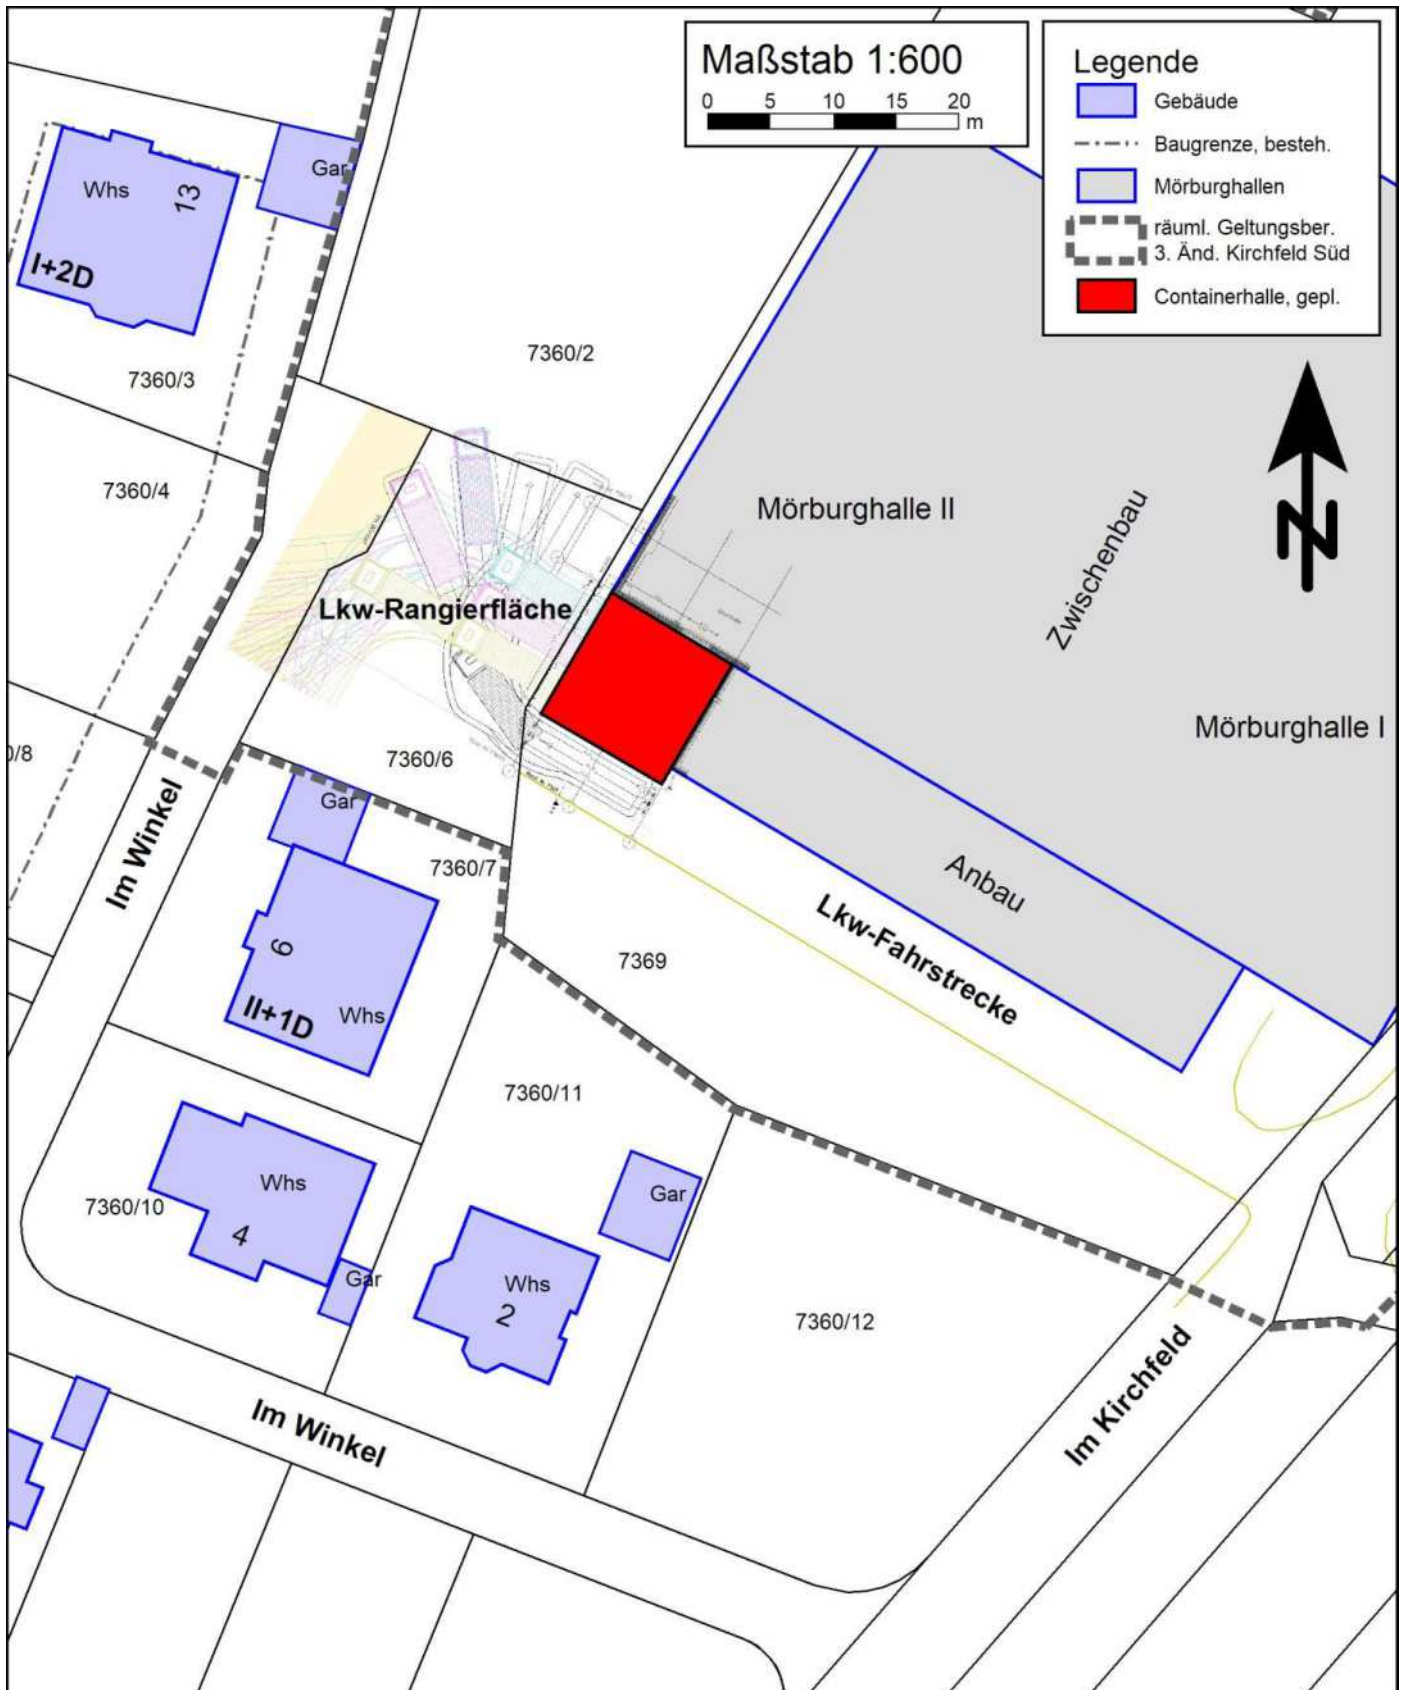 Maßstab 1:600
0 5 10 15 20
m
Legende
Gebäude
Baugrenze, besteh.
Mörburghallen
räuml. Geltungsber.
3. Änd. Kirchfeld Süd
Containerhalle, gepl.
N
Gar
Whs
13
I+2D
7360/2
7360/3
7360/4
Mörburghalle II
Zwischenbau
Lkw-Rangierfläche
Mörburghalle I
0/8
7360/6
Im Winkel
Gar
7360/7
Anbau
Lkw-Fahrstrecke
6
7369
II+1D
Whs
7360/11
Whs
Gar
7360/10
4
Gar
Whs
2
7360/12
Im Kirchfeld
Im Winkel